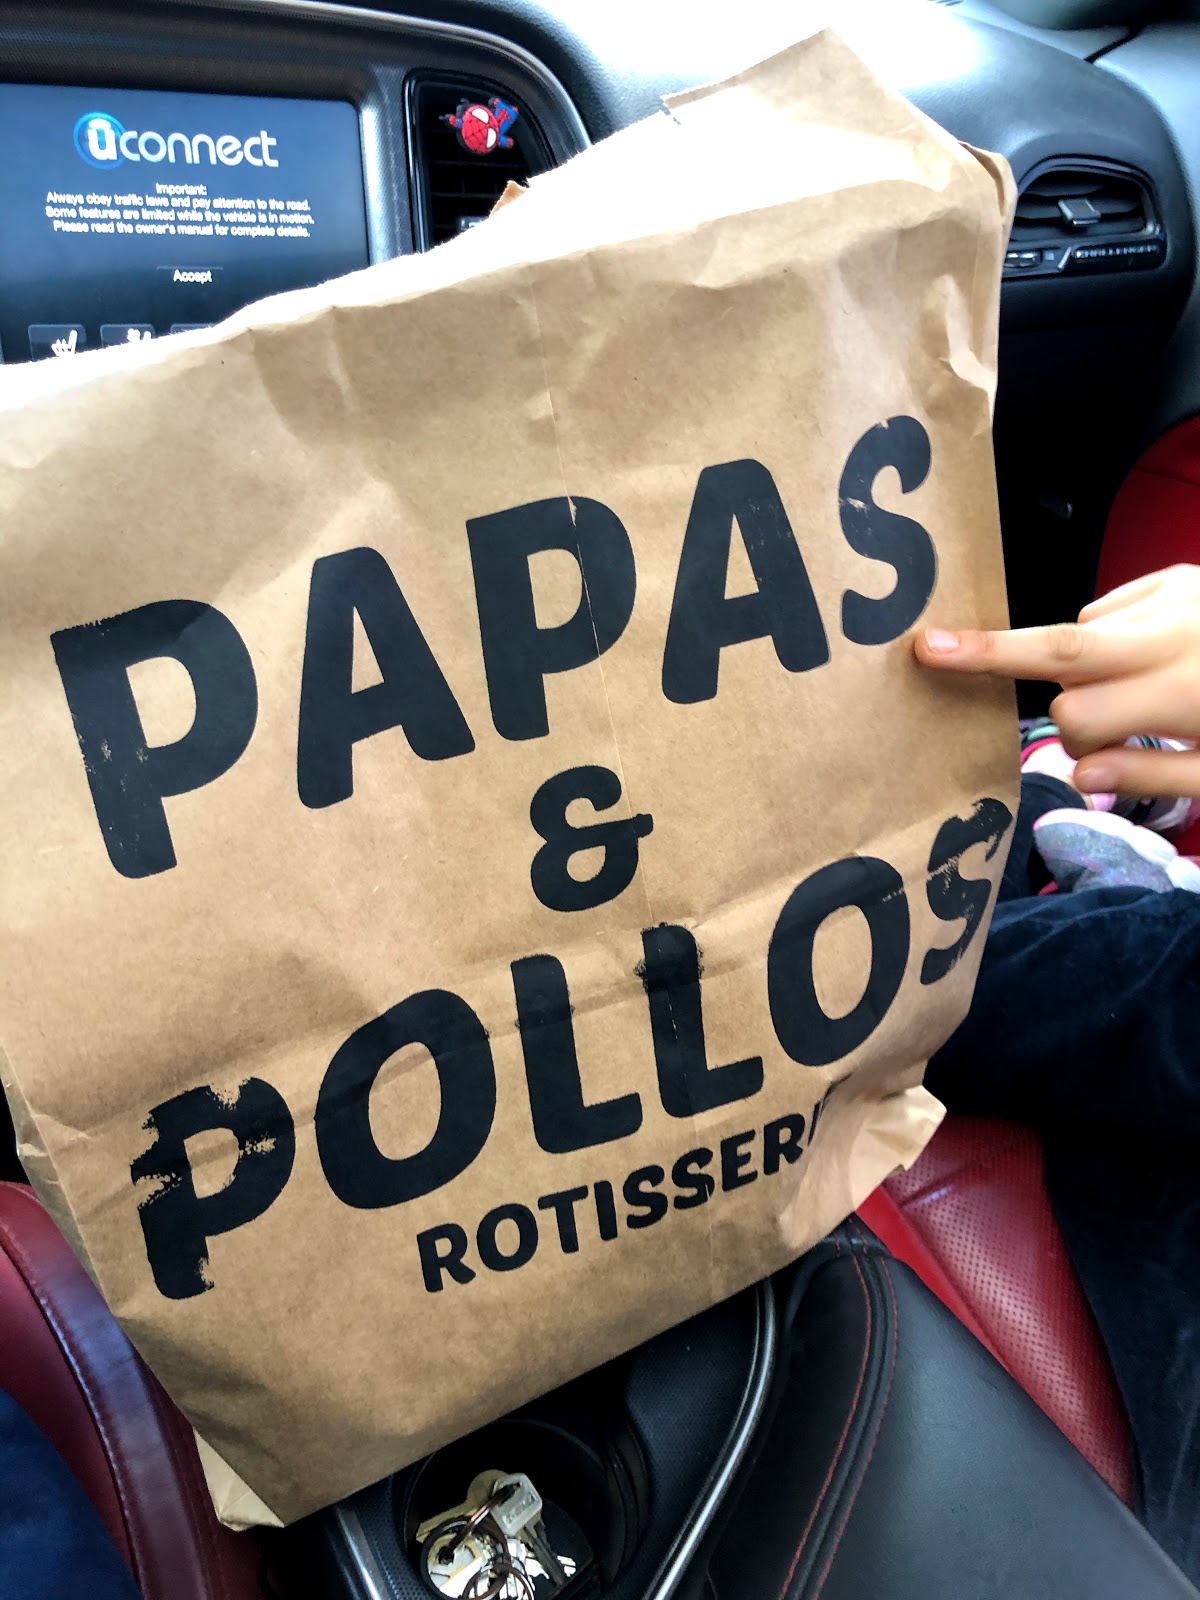 uconnect
Important:
Always obey traffic laws and pay attention to the road.
Some features are limited while the vehicle is in motion.
Please read the owner's manual for complete details.
Accept
CHALLENGER
PAPAS
&
POLLOS